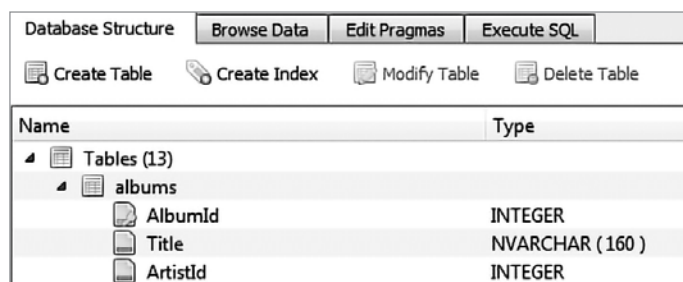 Database Structure Browse Data Edit Pragmas Execute SQL
Create Table Create Index Modify Table Delete Table
Name Type
Tables (13)
albums
AlbumId INTEGER
Title NVARCHAR ( 160 )
ArtistId INTEGER